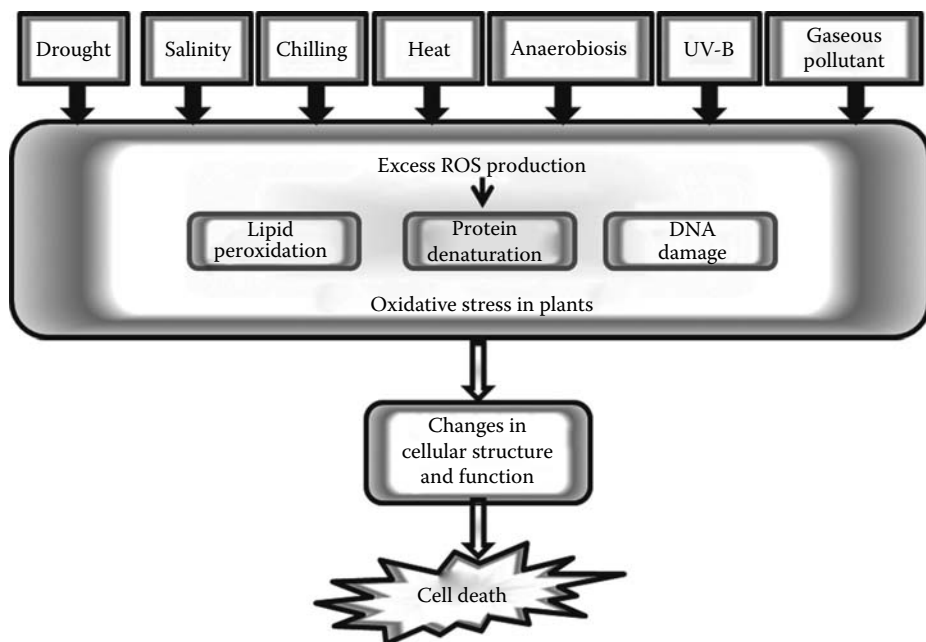 Drought
Salinity
Chilling
Heat
Anaerobiosis
UV-B
Gaseous
pollutant
Excess ROS production
Lipid
peroxidation
Protein
denaturation
DNA
damage
Oxidative stress in plants
Changes in
cellular structure
and function
Cell death